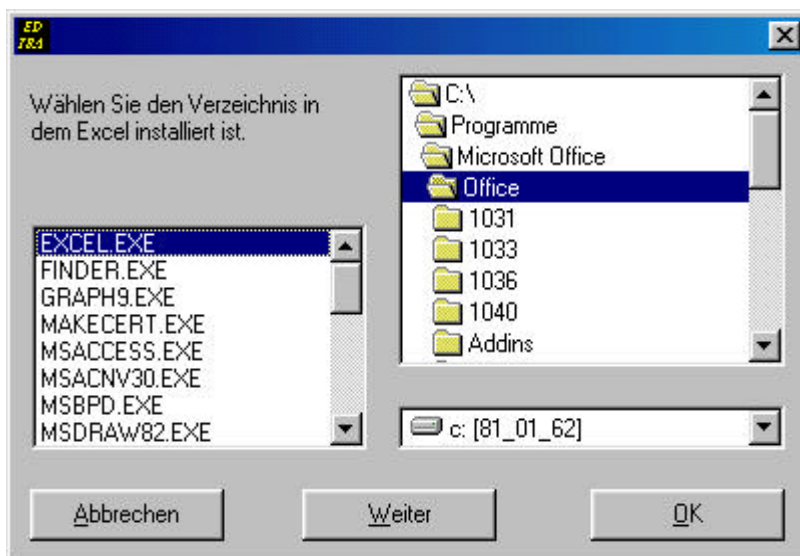 ED
TRA
Wählen Sie den Verzeichnis in
dem Excel installiert ist.
C:\
Programme
Microsoft Office
Office
1031
1033
1036
1040
Addins
EXCEL.EXE
FINDER.EXE
GRAPH9.EXE
MAKECERT.EXE
MSACCESS.EXE
MSACNV30.EXE
MSBPD.EXE
MSDRAW82.EXE
c: [81_01_62]
Abbrechen
Weiter
OK